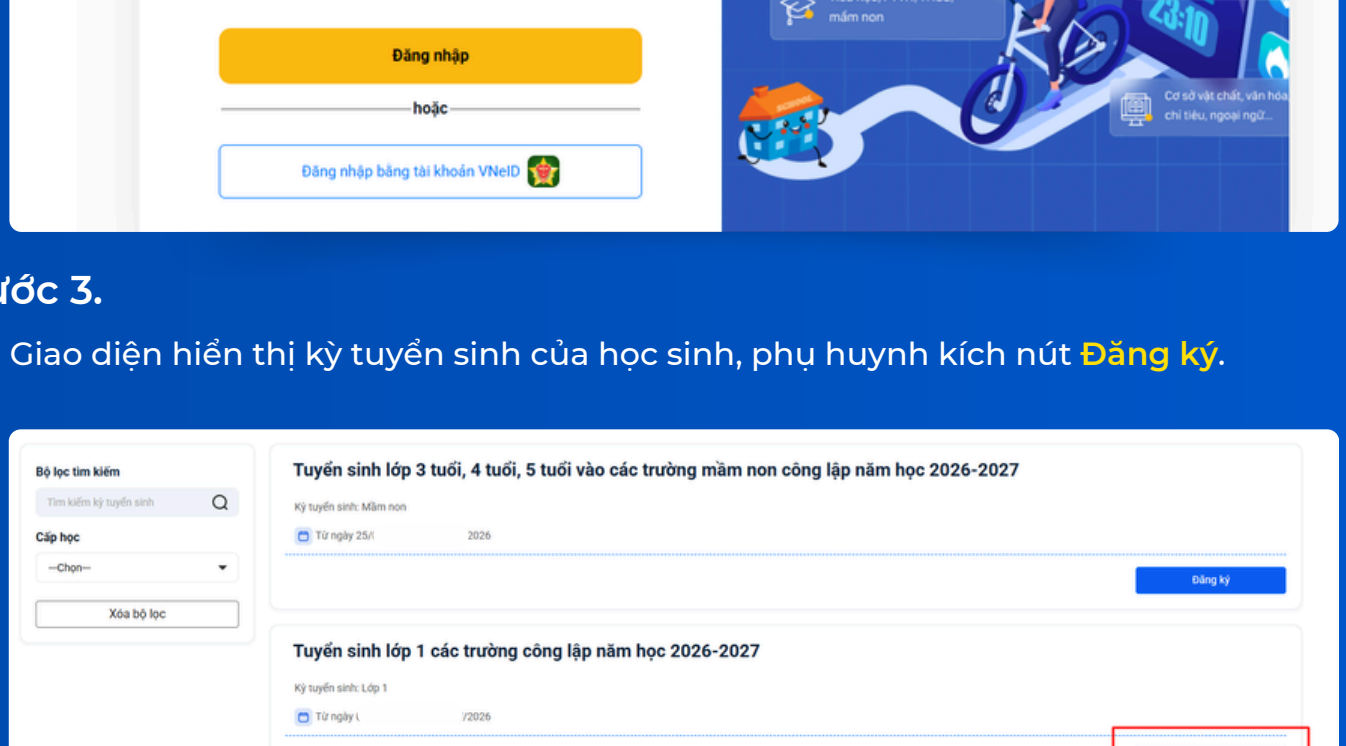 mầm non
Đăng nhập
23:10
hoặc
SCHOOL
Cơ sở vật chất, văn hóa,
chỉ tiêu, ngoại ngữ...
Đăng nhập bằng tài khoản VNeID
ước 3.
Giao diện hiển thị kỳ tuyển sinh của học sinh, phụ huynh kích nút Đăng ký.
Bộ lọc tìm kiếm
Tìm kiếm kỳ tuyển sinh
Cấp học
--Chọn--
Xóa bộ lọc
Tuyển sinh lớp 3 tuổi, 4 tuổi, 5 tuổi vào các trường mầm non công lập năm học 2026-2027
Kỳ tuyển sinh: Mầm non
Từ ngày 25/ 2026
Đăng ký
Tuyển sinh lớp 1 các trường công lập năm học 2026-2027
Kỳ tuyển sinh: Lớp 1
Từ ngày /2026